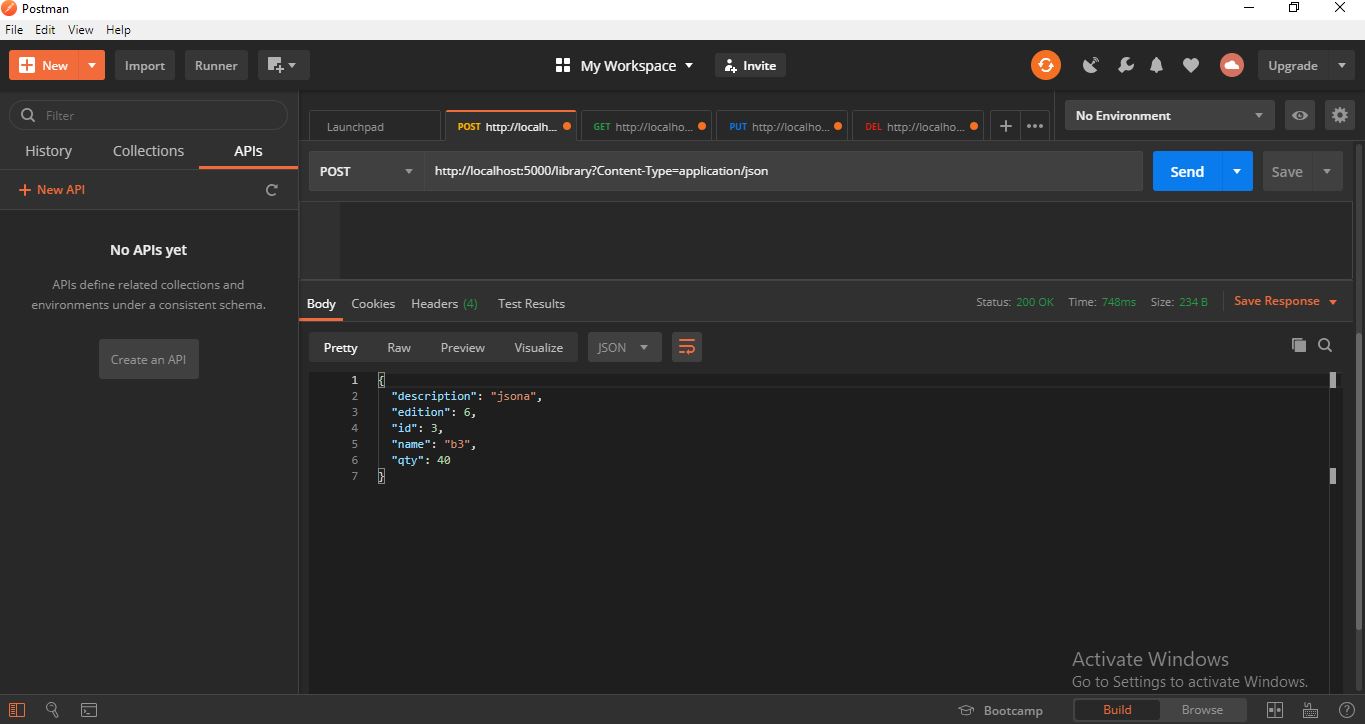 Postman
File Edit View Help
New Import Runner My Workspace Invite Upgrade
Filter
History Collections APIs
New API
No APIs yet
APIs define related collections and
environments under a consistent schema.
Create an API
Launchpad POST http://localh... GET http://localho... PUT http://localho... DEL http://localho... No Environment
POST http://localhost:5000/library?Content-Type=application/json Send Save
Body Cookies Headers (4) Test Results Status: 200 OK Time: 748ms Size: 234 B Save Response
Pretty Raw Preview Visualize JSON
1 {
2 "description": "jsona",
3 "edition": 6,
4 "id": 3,
5 "name": "b3",
6 "qty": 40
7 }
Activate Windows
Go to Settings to activate Windows.
Bootcamp Build Browse